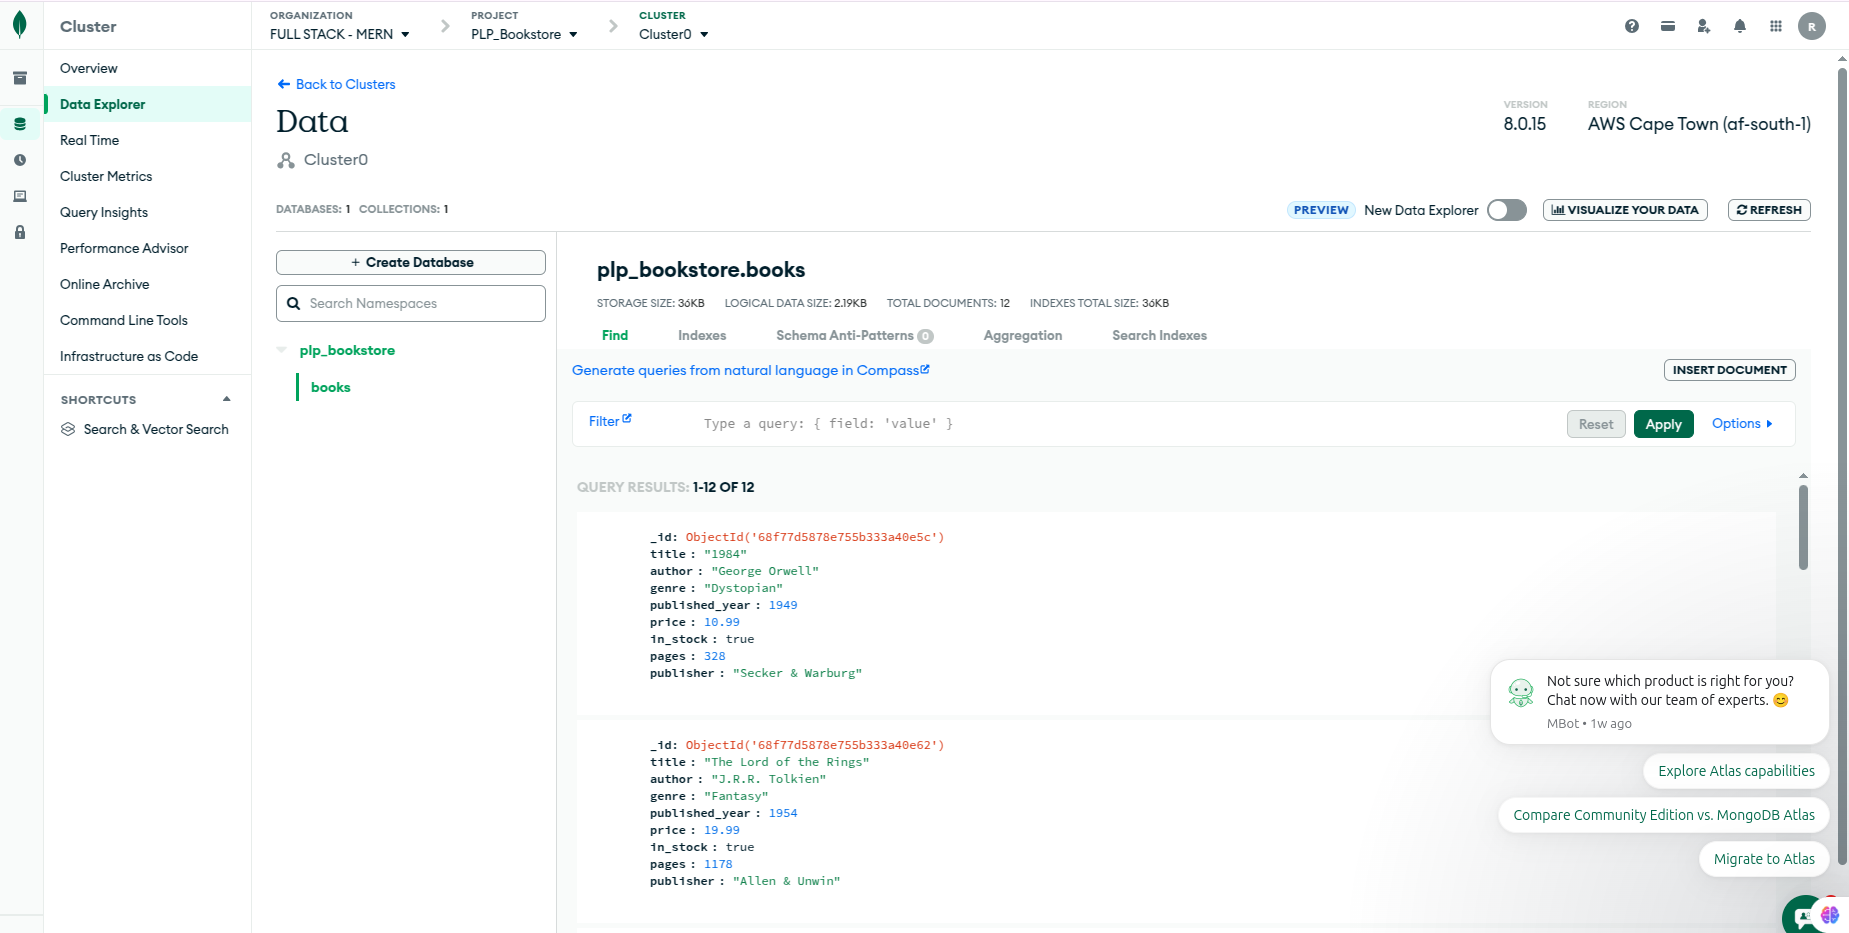 Cluster
ORGANIZATION
FULL STACK - MERN
PROJECT
PLP_Bookstore
CLUSTER
Cluster0
R
Overview
Data Explorer
Real Time
Cluster Metrics
Query Insights
Performance Advisor
Online Archive
Command Line Tools
Infrastructure as Code
SHORTCUTS
Search & Vector Search
Back to Clusters
Data
Cluster0
VERSION
8.0.15
REGION
AWS Cape Town (af-south-1)
DATABASES: 1 COLLECTIONS: 1
PREVIEW New Data Explorer
VISUALIZE YOUR DATA
REFRESH
+ Create Database
Search Namespaces
plp_bookstore
books
plp_bookstore.books
STORAGE SIZE: 36KB LOGICAL DATA SIZE: 2.19KB TOTAL DOCUMENTS: 12 INDEXES TOTAL SIZE: 36KB
Find Indexes Schema Anti-Patterns 0 Aggregation Search Indexes
Generate queries from natural language in Compass
INSERT DOCUMENT
Filter
Type a query: { field: 'value' }
Reset
Apply
Options
QUERY RESULTS: 1-12 OF 12
_id: ObjectId('68f77d5878e755b333a40e5c')
title : "1984"
author : "George Orwell"
genre : "Dystopian"
published_year : 1949
price : 10.99
in_stock : true
pages : 328
publisher : "Secker & Warburg"
_id: ObjectId('68f77d5878e755b333a40e62')
title : "The Lord of the Rings"
author : "J.R.R. Tolkien"
genre : "Fantasy"
published_year : 1954
price : 19.99
in_stock : true
pages : 1178
publisher : "Allen & Unwin"
Not sure which product is right for you?
Chat now with our team of experts. 😊
MBot • 1w ago
Explore Atlas capabilities
Compare Community Edition vs. MongoDB Atlas
Migrate to Atlas